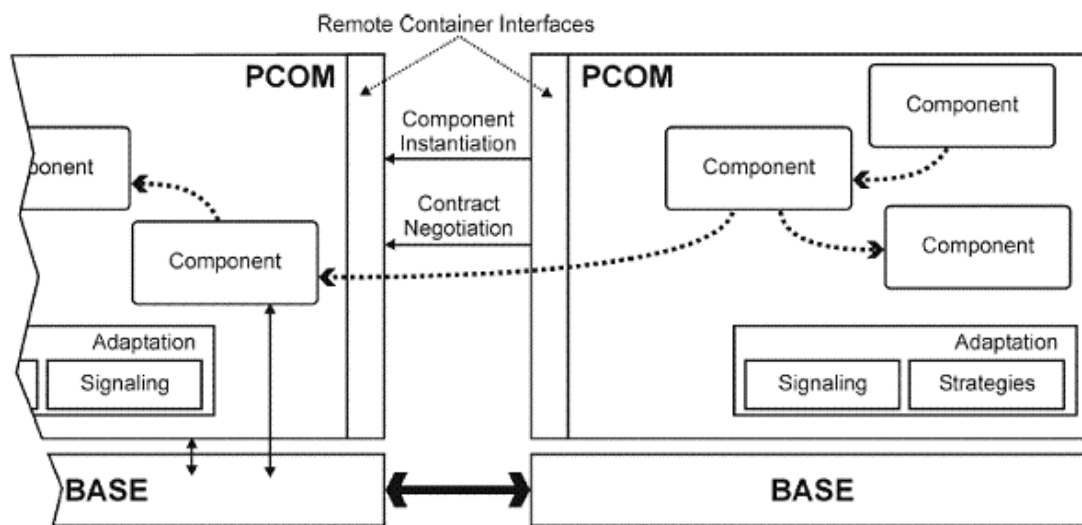 Remote Container Interfaces
PCOM
PCOM
Component
Component
Instantiation
Component
ponent
Contract
Negotiation
Component
Component
Adaptation
Signaling
Adaptation
Signaling
Strategies
BASE
BASE